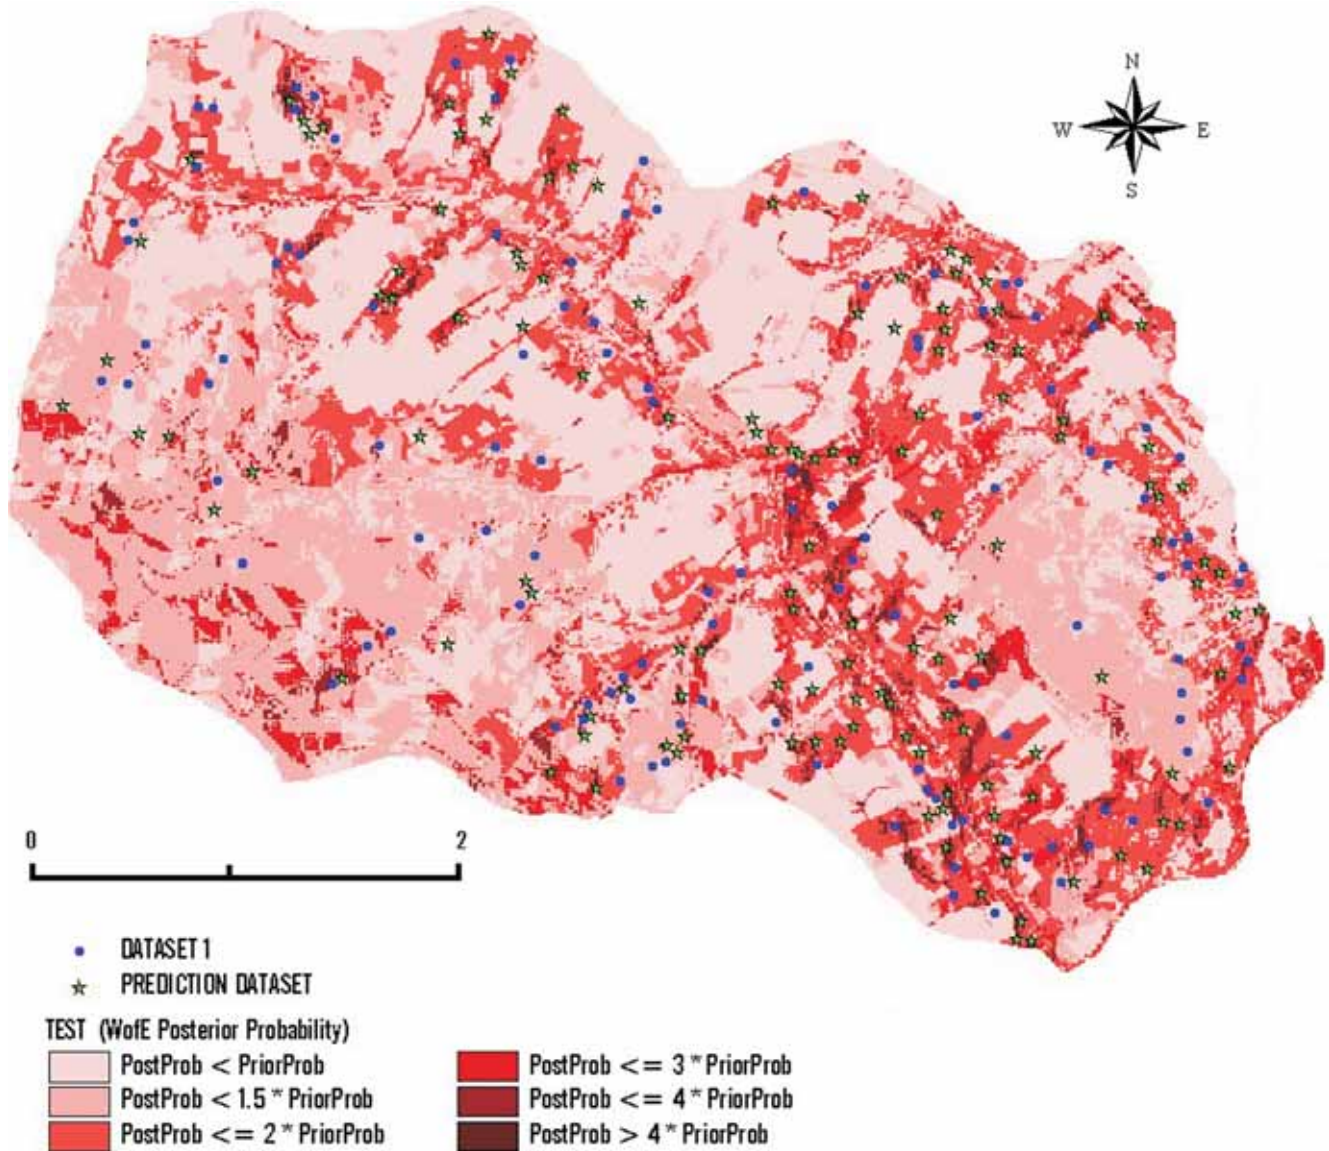 N
W E
S
0 2
DATASET 1
PREDICTION DATASET
TEST (WofE Posterior Probability)
PostProb < PriorProb
PostProb < 1.5 * PriorProb
PostProb <= 2 * PriorProb
PostProb <= 3 * PriorProb
PostProb <= 4 * PriorProb
PostProb > 4 * PriorProb